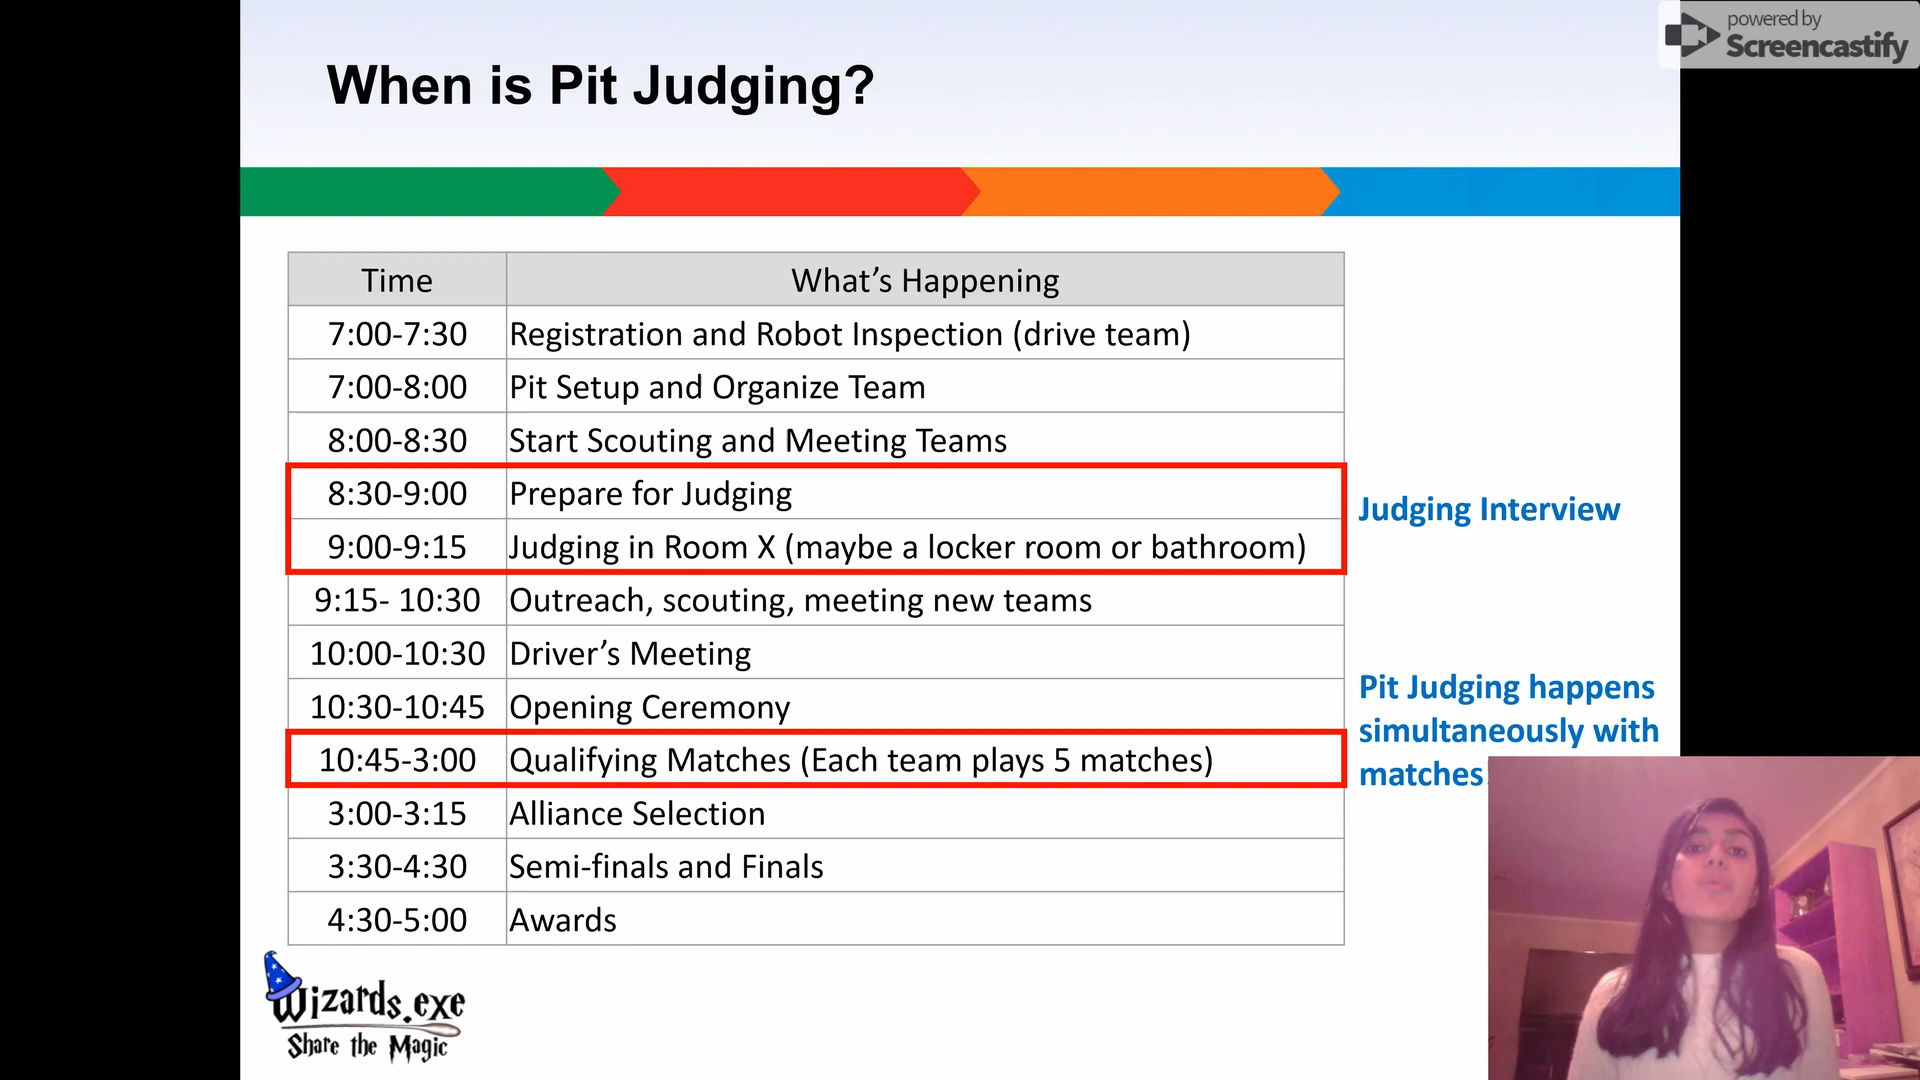 powered by
Screencastify
When is Pit Judging?
Time What's Happening
7:00-7:30 Registration and Robot Inspection (drive team)
7:00-8:00 Pit Setup and Organize Team
8:00-8:30 Start Scouting and Meeting Teams
8:30-9:00 Prepare for Judging
Judging Interview
9:00-9:15 Judging in Room X (maybe a locker room or bathroom)
9:15- 10:30 Outreach, scouting, meeting new teams
10:00-10:30 Driver's Meeting
10:30-10:45 Opening Ceremony
Pit Judging happens
simultaneously with
matches
10:45-3:00 Qualifying Matches (Each team plays 5 matches)
3:00-3:15 Alliance Selection
3:30-4:30 Semi-finals and Finals
4:30-5:00 Awards
Wizards.exe
Share the Magic